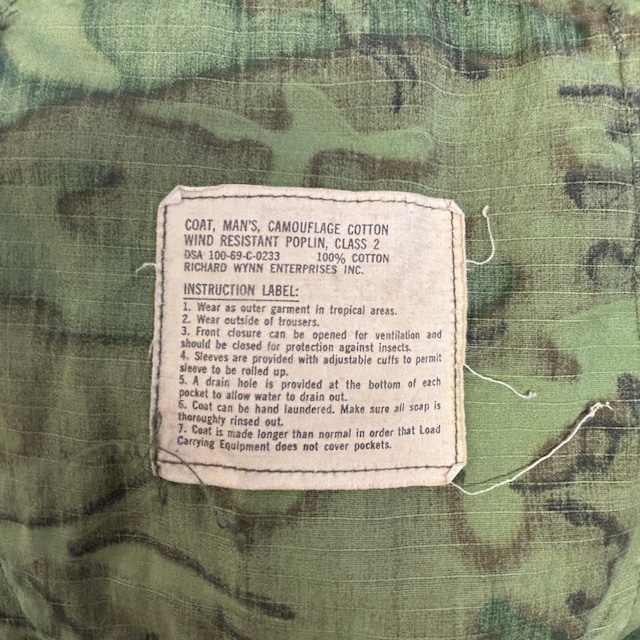 COAT, MAN'S, CAMOUFLAGE COTTON
WIND RESISTANT POPLIN, CLASS 2
DSA 100-69-C-0233 100% COTTON
RICHARD WYNN ENTERPRISES INC.
INSTRUCTION LABEL:
1. Wear as outer garment in tropical areas.
2. Wear outside of trousers.
3. Front closure can be opened for ventilation and
should be closed for protection against insects.
4. Sleeves are provided with adjustable cuffs to permit
sleeve to be rolled up.
5. A drain hole is provided at the bottom of each
pocket to allow water to drain out.
6. Coat can be hand laundered. Make sure all soap is
thoroughly rinsed out.
7. Coat is made longer than normal in order that Load
Carrying Equipment does not cover pockets.